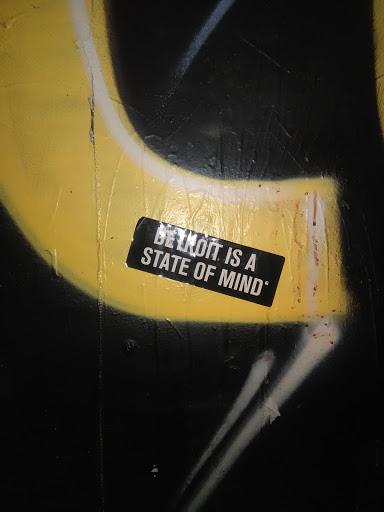 DETROIT IS A
STATE OF MIND*